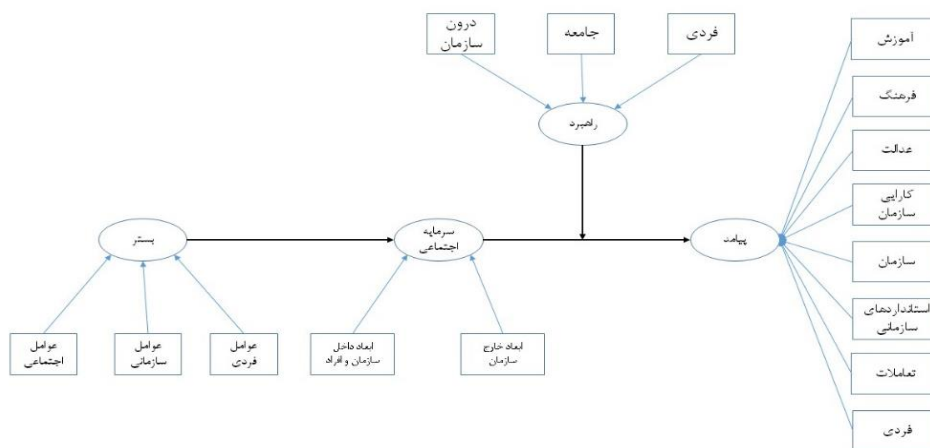 درون
سازمان
جامعه
فردی
راهبرد
آموزش
فرهنگ
عدالت
کارایی
سازمان
سازمان
استانداردهای
سازمانی
تعاملات
فردی
بستر
سرمایه
اجتماعی
پیامد
عوامل
اجتماعی
عوامل
سازمانی
عوامل
فردی
ابعاد داخل
سازمان و افراد
ابعاد خارج
سازمان